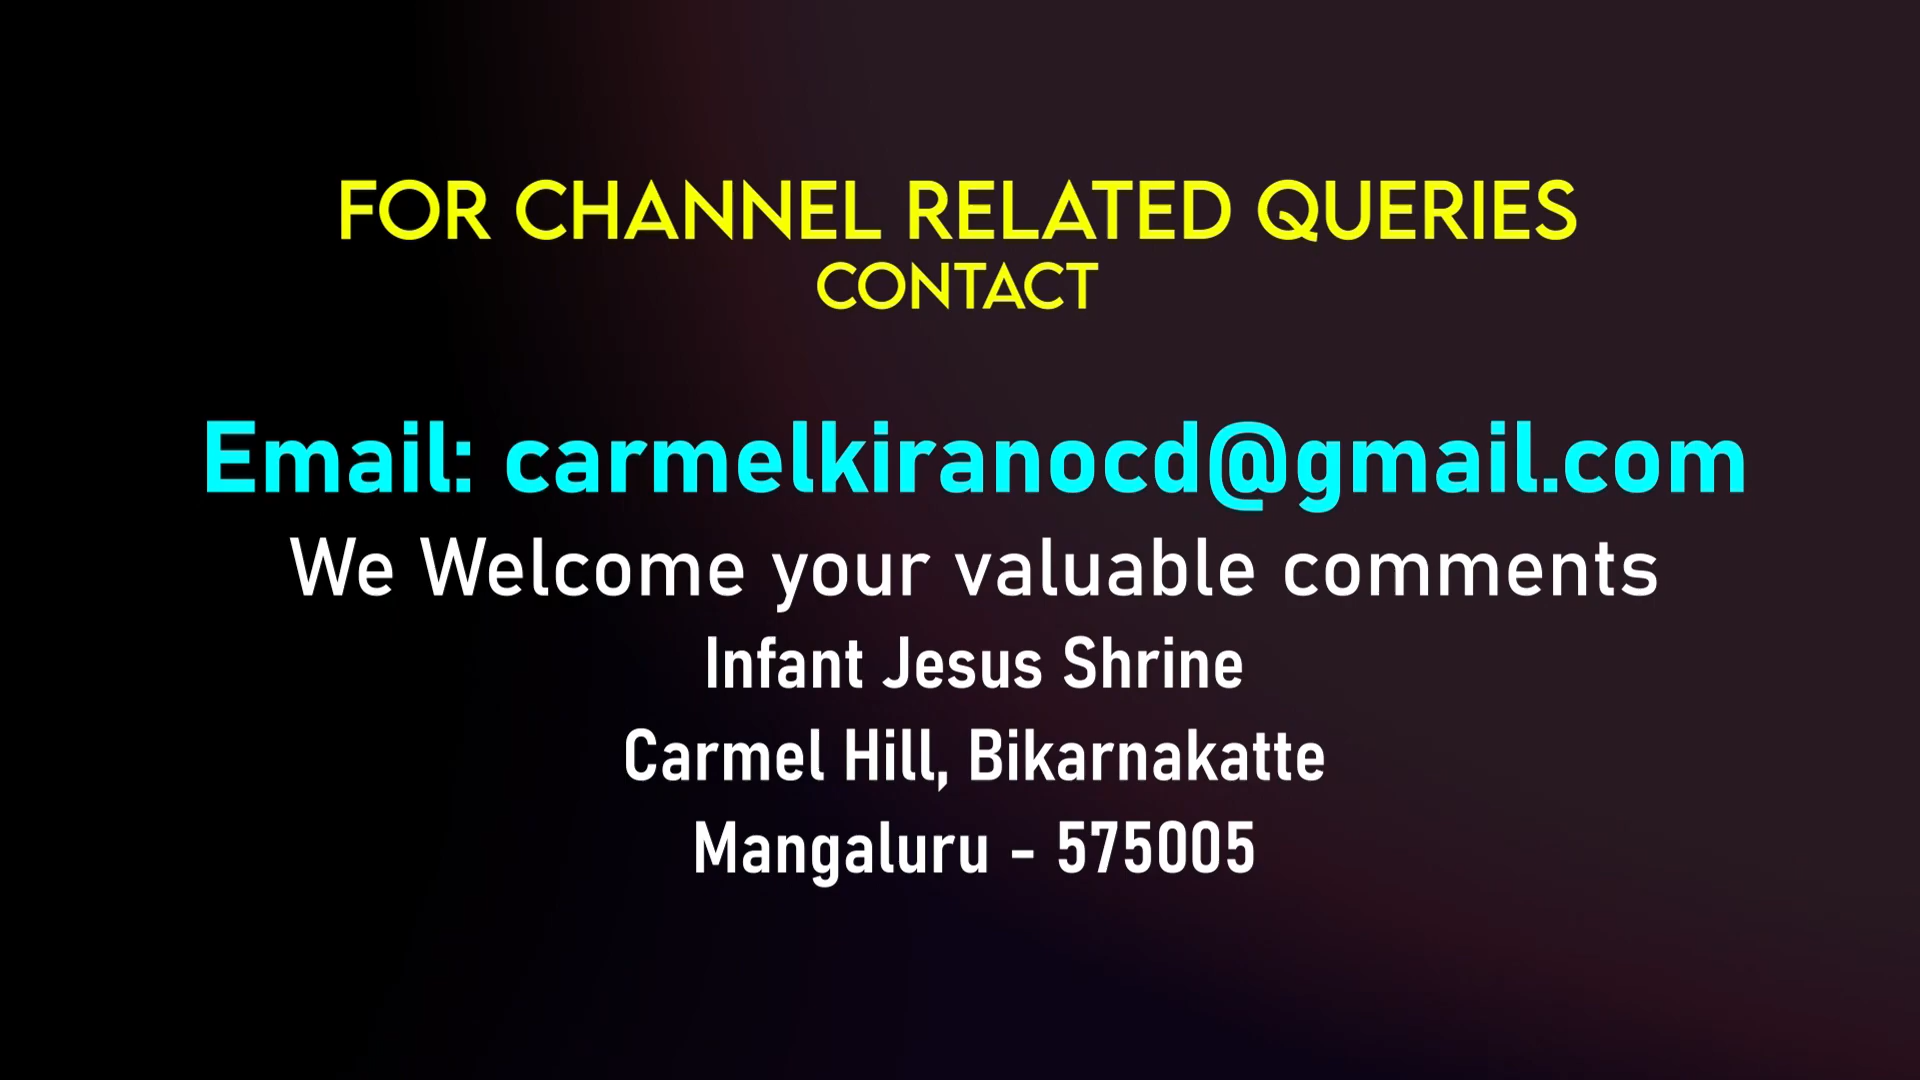 FOR CHANNEL RELATED QUERIES
CONTACT
Email: carmelkiranocd@gmail.com
We Welcome your valuable comments
Infant Jesus Shrine
Carmel Hill, Bikarnakatte
Mangaluru - 575005